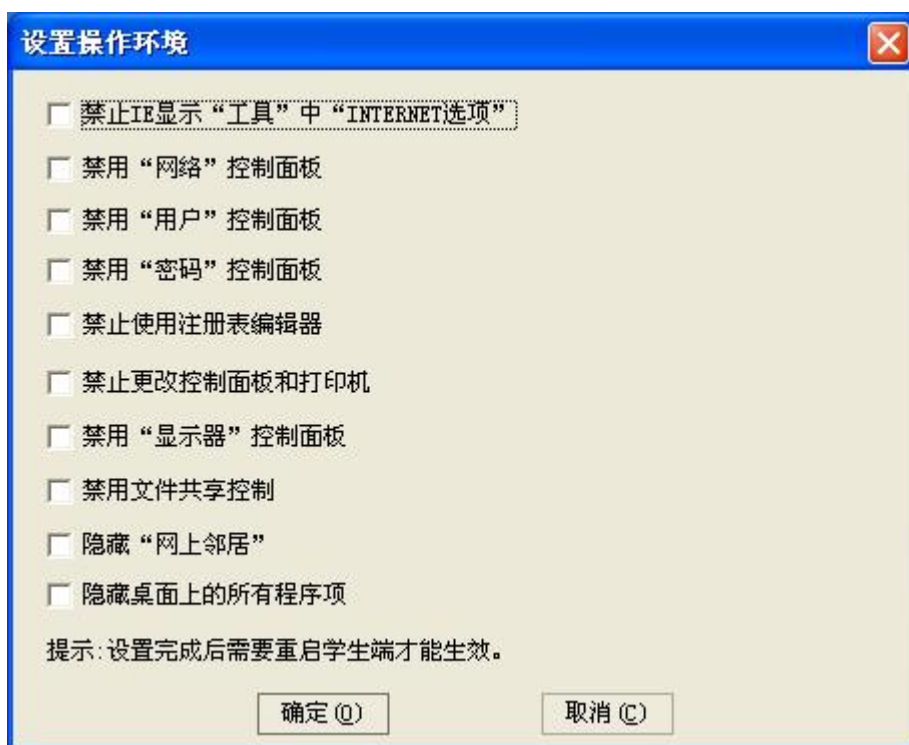 设置操作环境
禁止IE显示“工具”中“INTERNET选项”
禁用“网络”控制面板
禁用“用户”控制面板
禁用“密码”控制面板
禁止使用注册表编辑器
禁止更改控制面板和打印机
禁用“显示器”控制面板
禁用文件共享控制
隐藏“网上邻居”
隐藏桌面上的所有程序项
提示:设置完成后需要重启学生端才能生效。
确定(O) 取消(C)